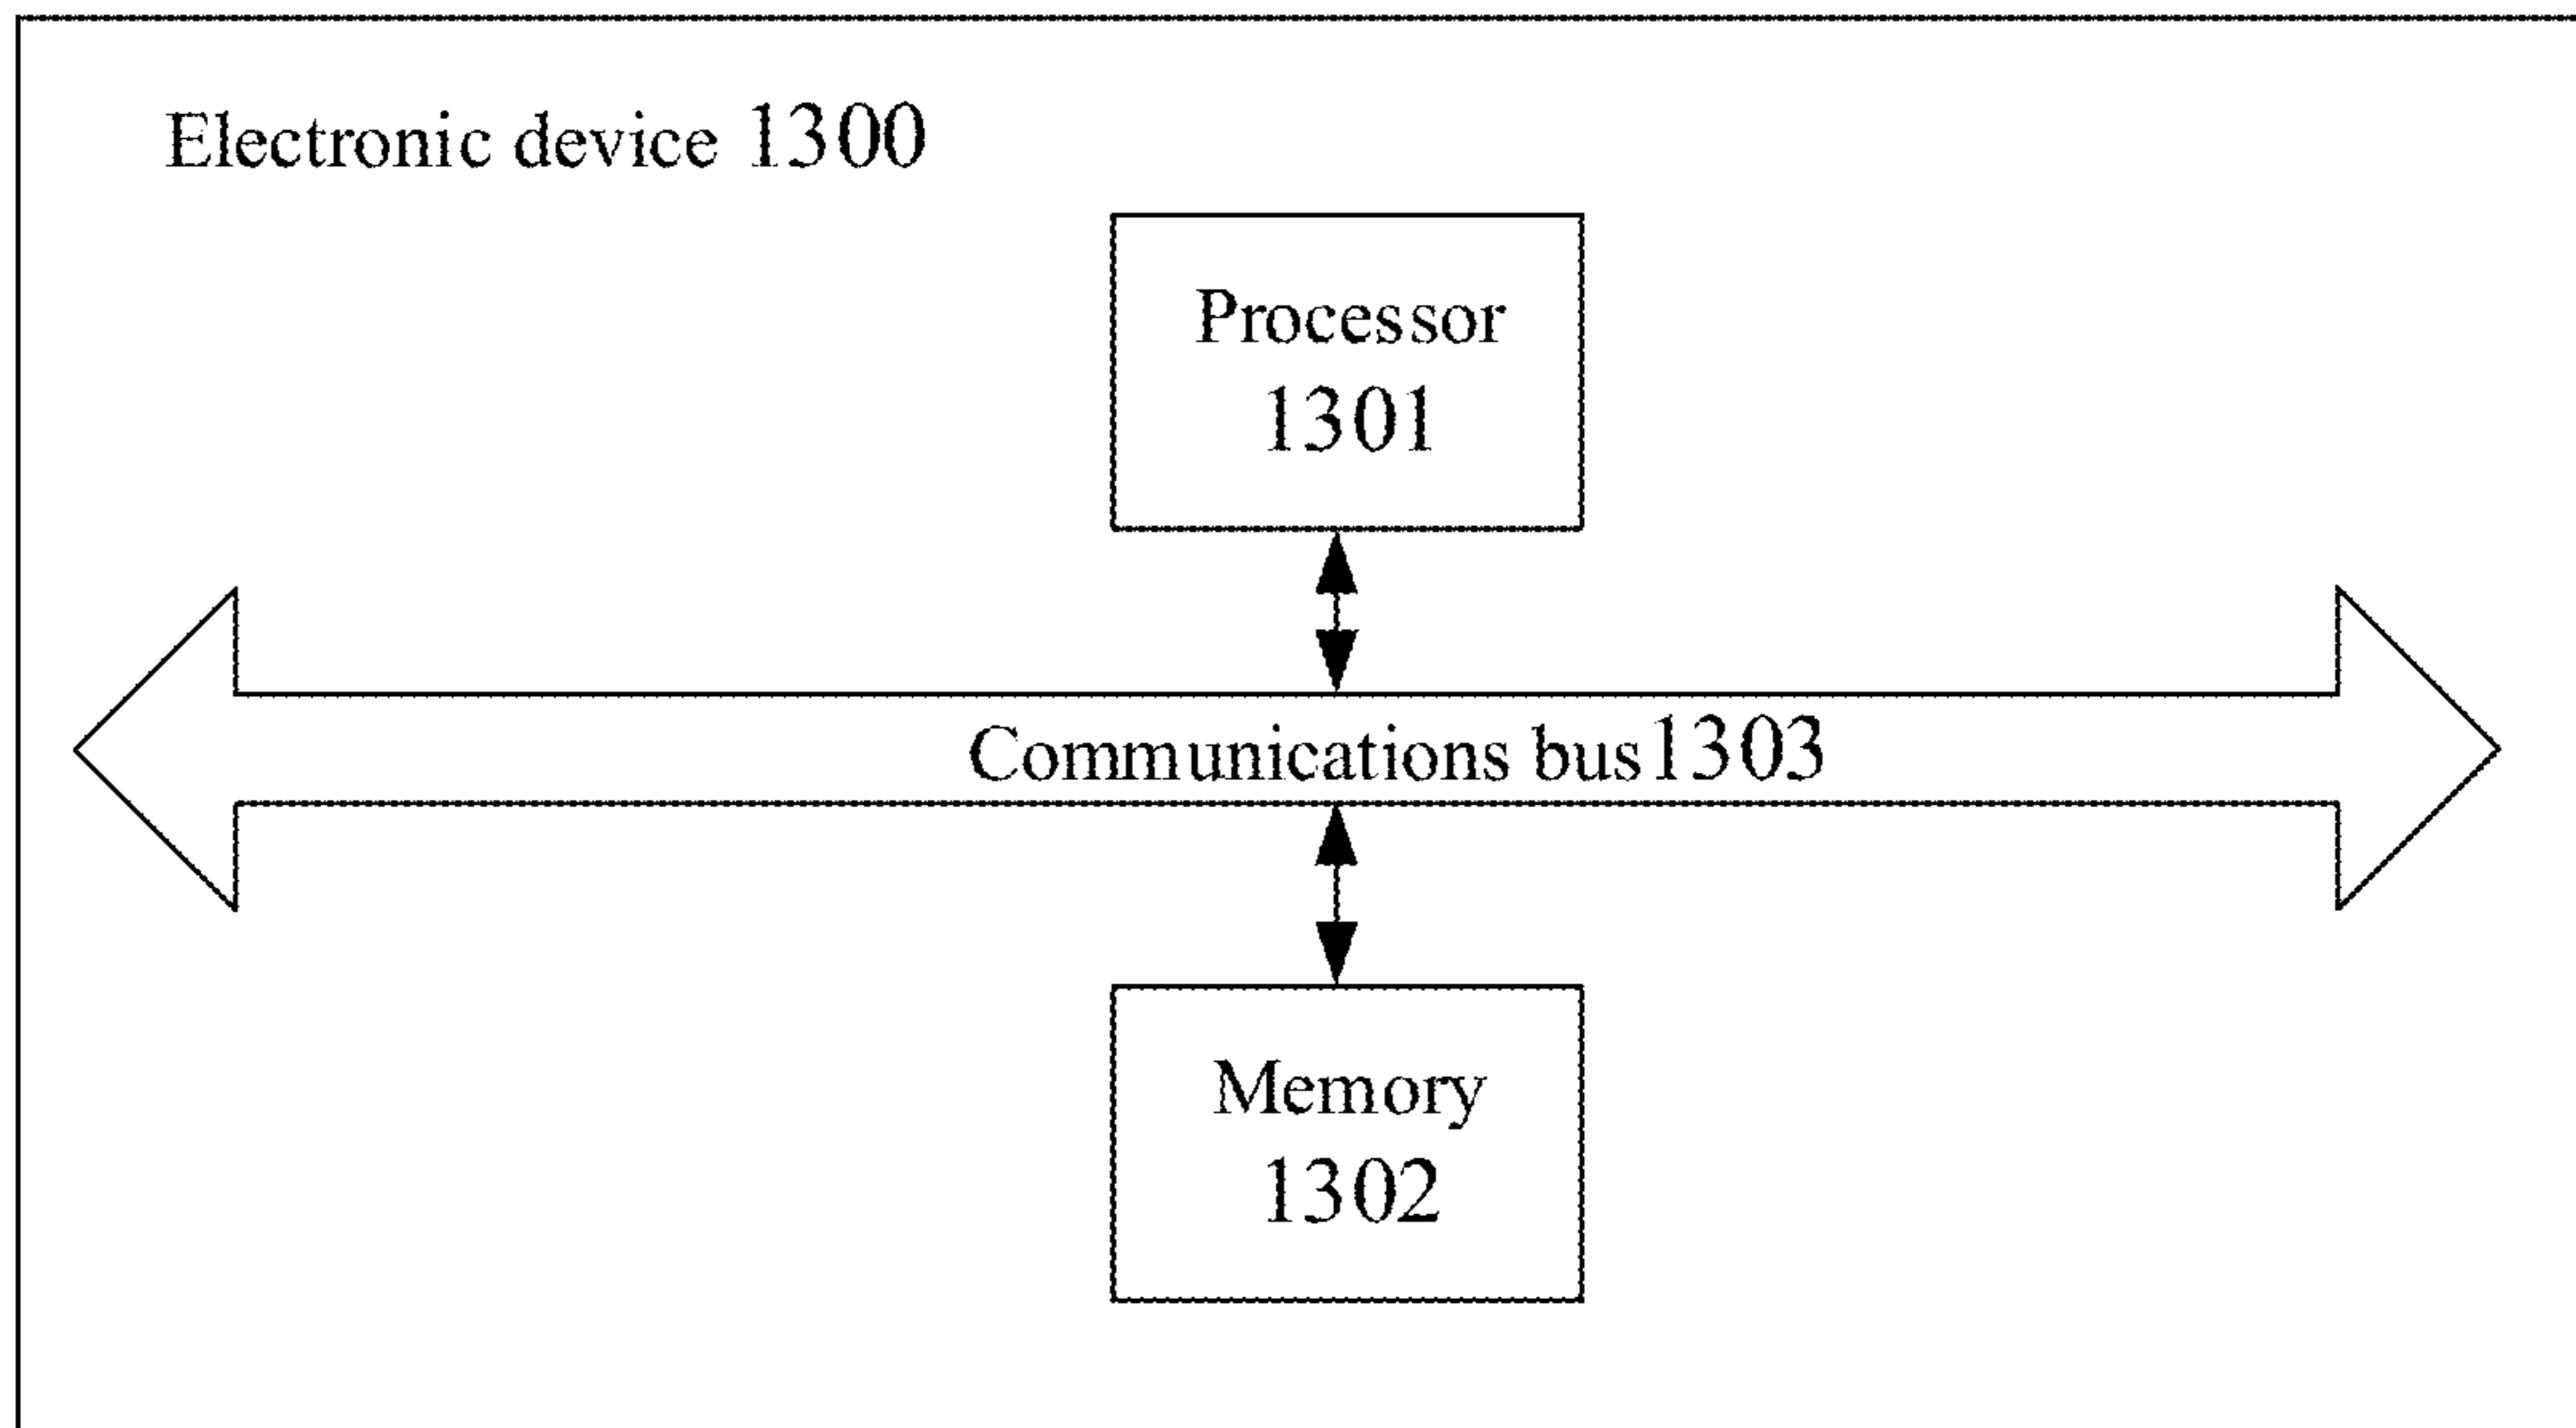 Electronic device 1300
Processor
1301
Communications bus1303
Memory
1302